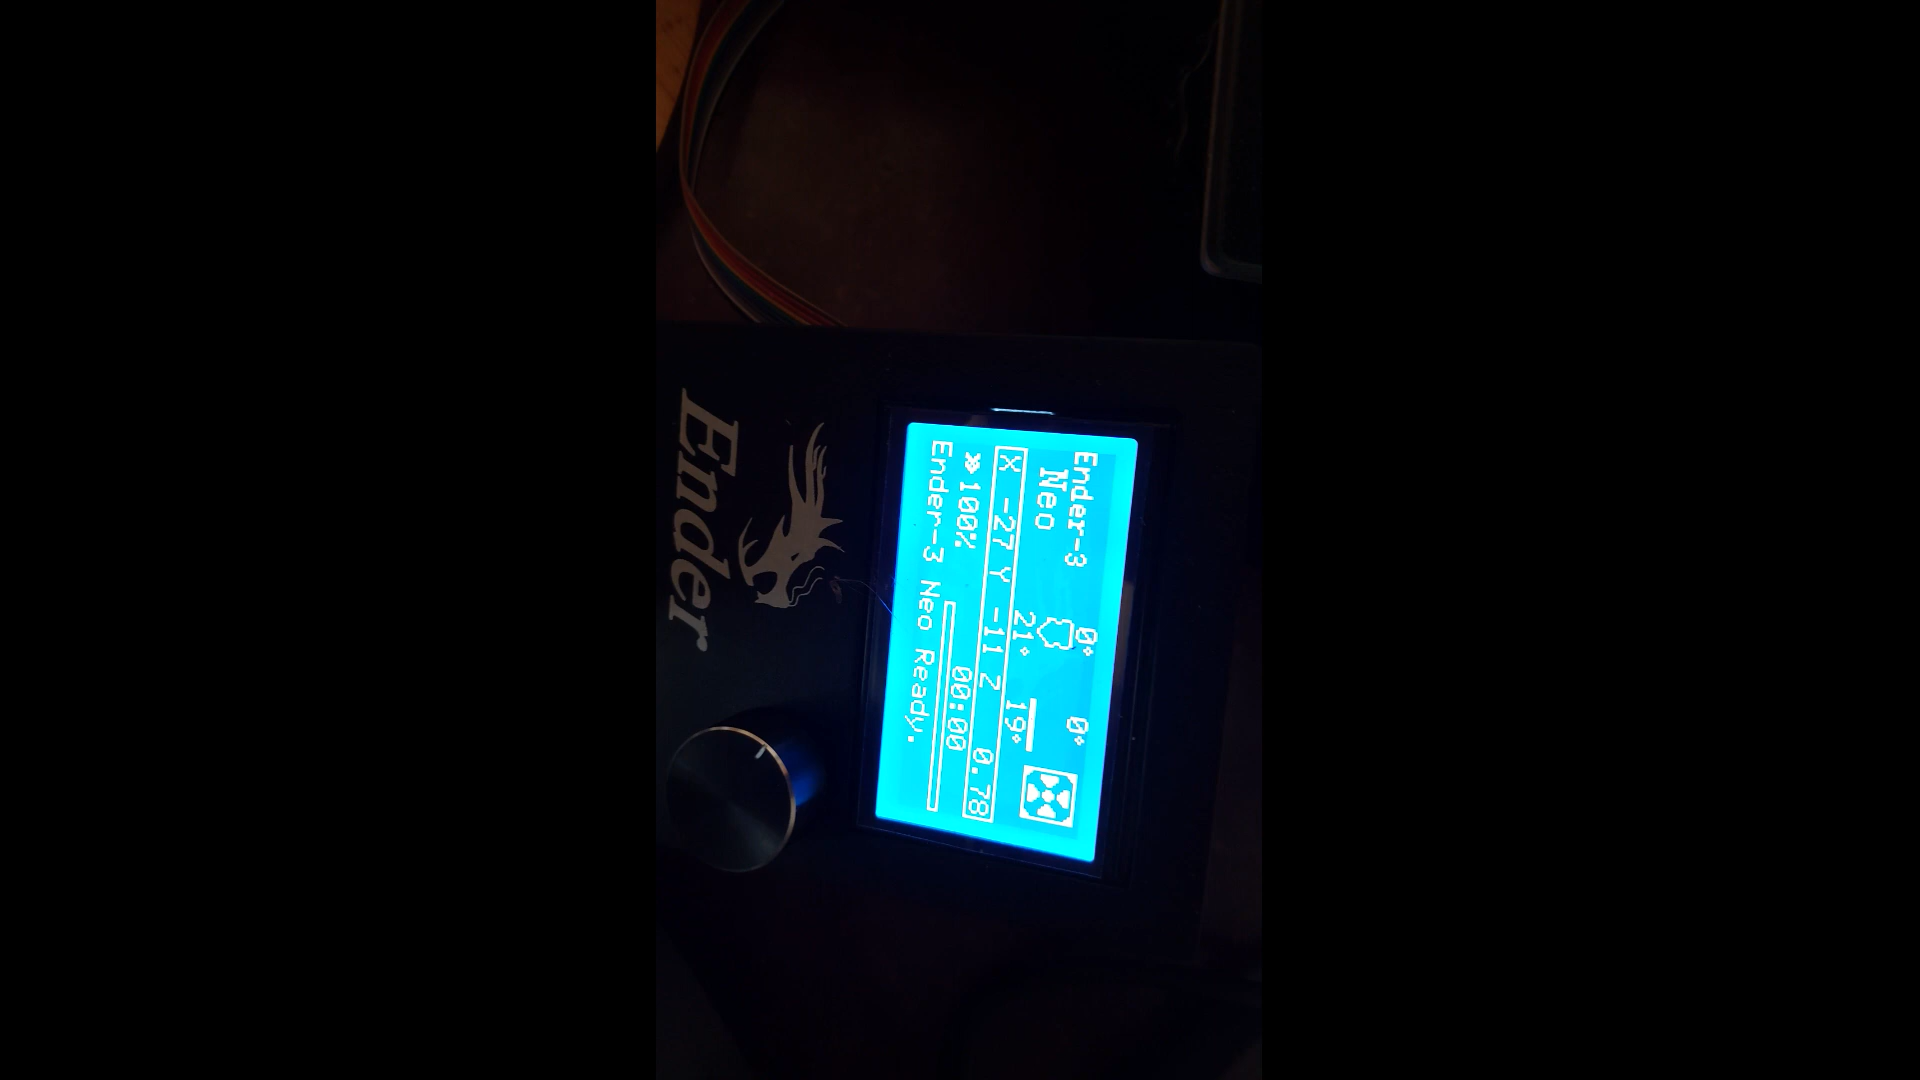 Ender-3
Neo
0° 0°
21° 19°
X -27 Y -11 Z 0.78
100% 00:00
Ender-3 Neo Ready.
Ender